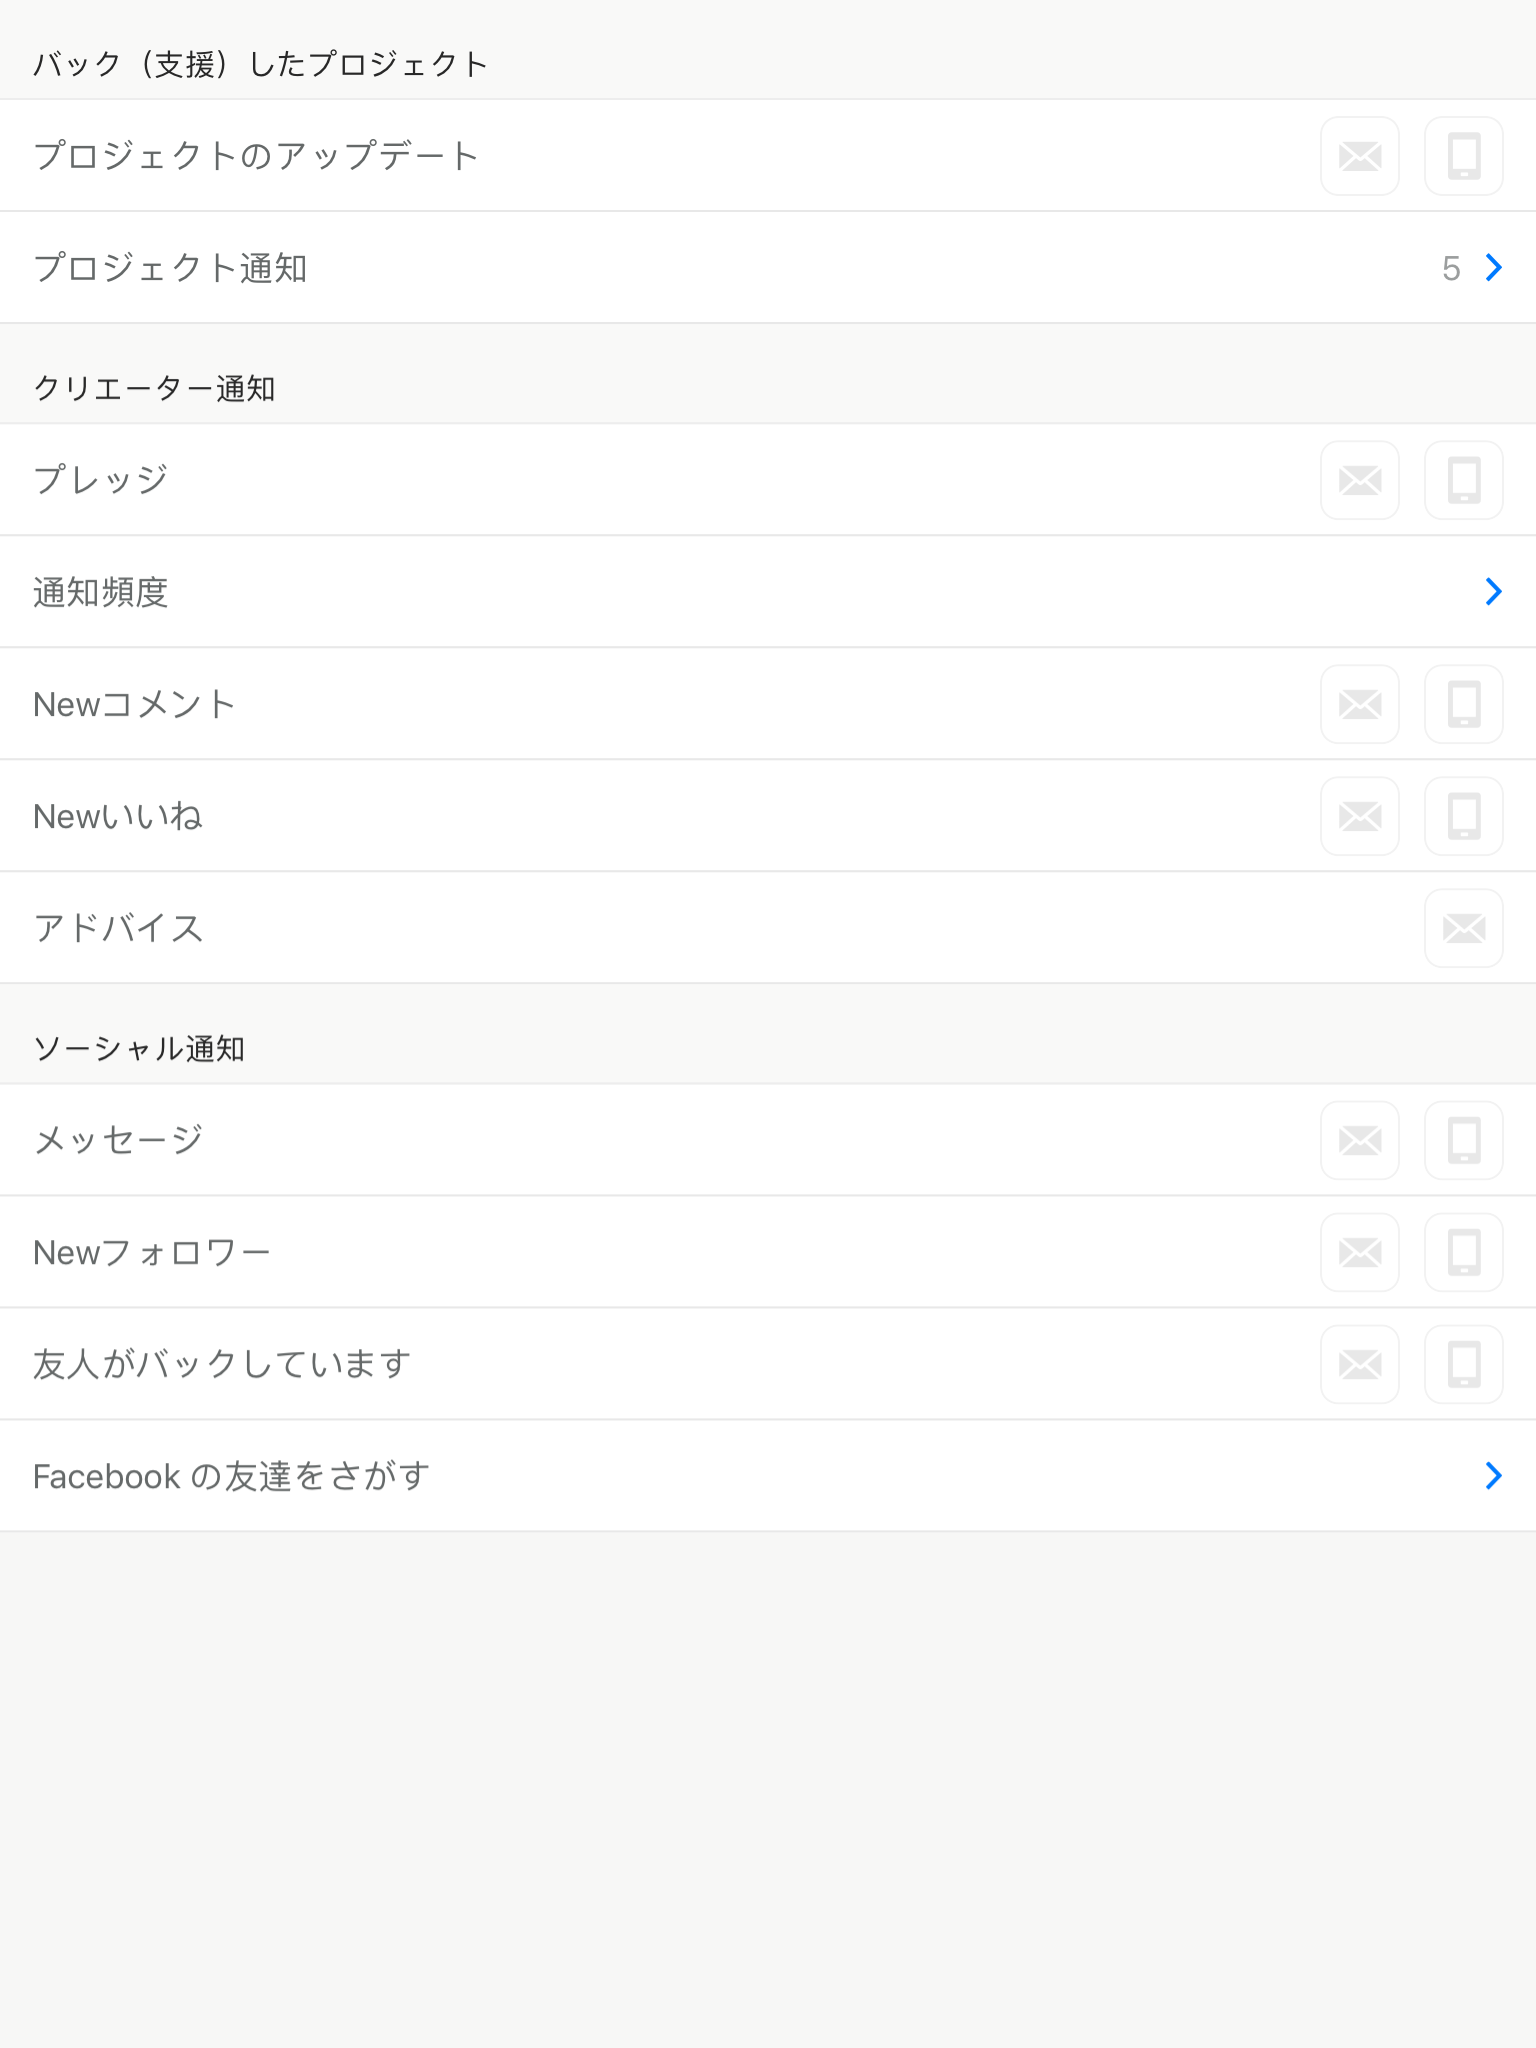 バック（支援）したプロジェクト
プロジェクトのアップデート
プロジェクト通知 5
クリエーター通知
プレッジ
通知頻度
Newコメント
Newいいね
アドバイス
ソーシャル通知
メッセージ
Newフォロワー
友人がバックしています
Facebook の友達をさがす